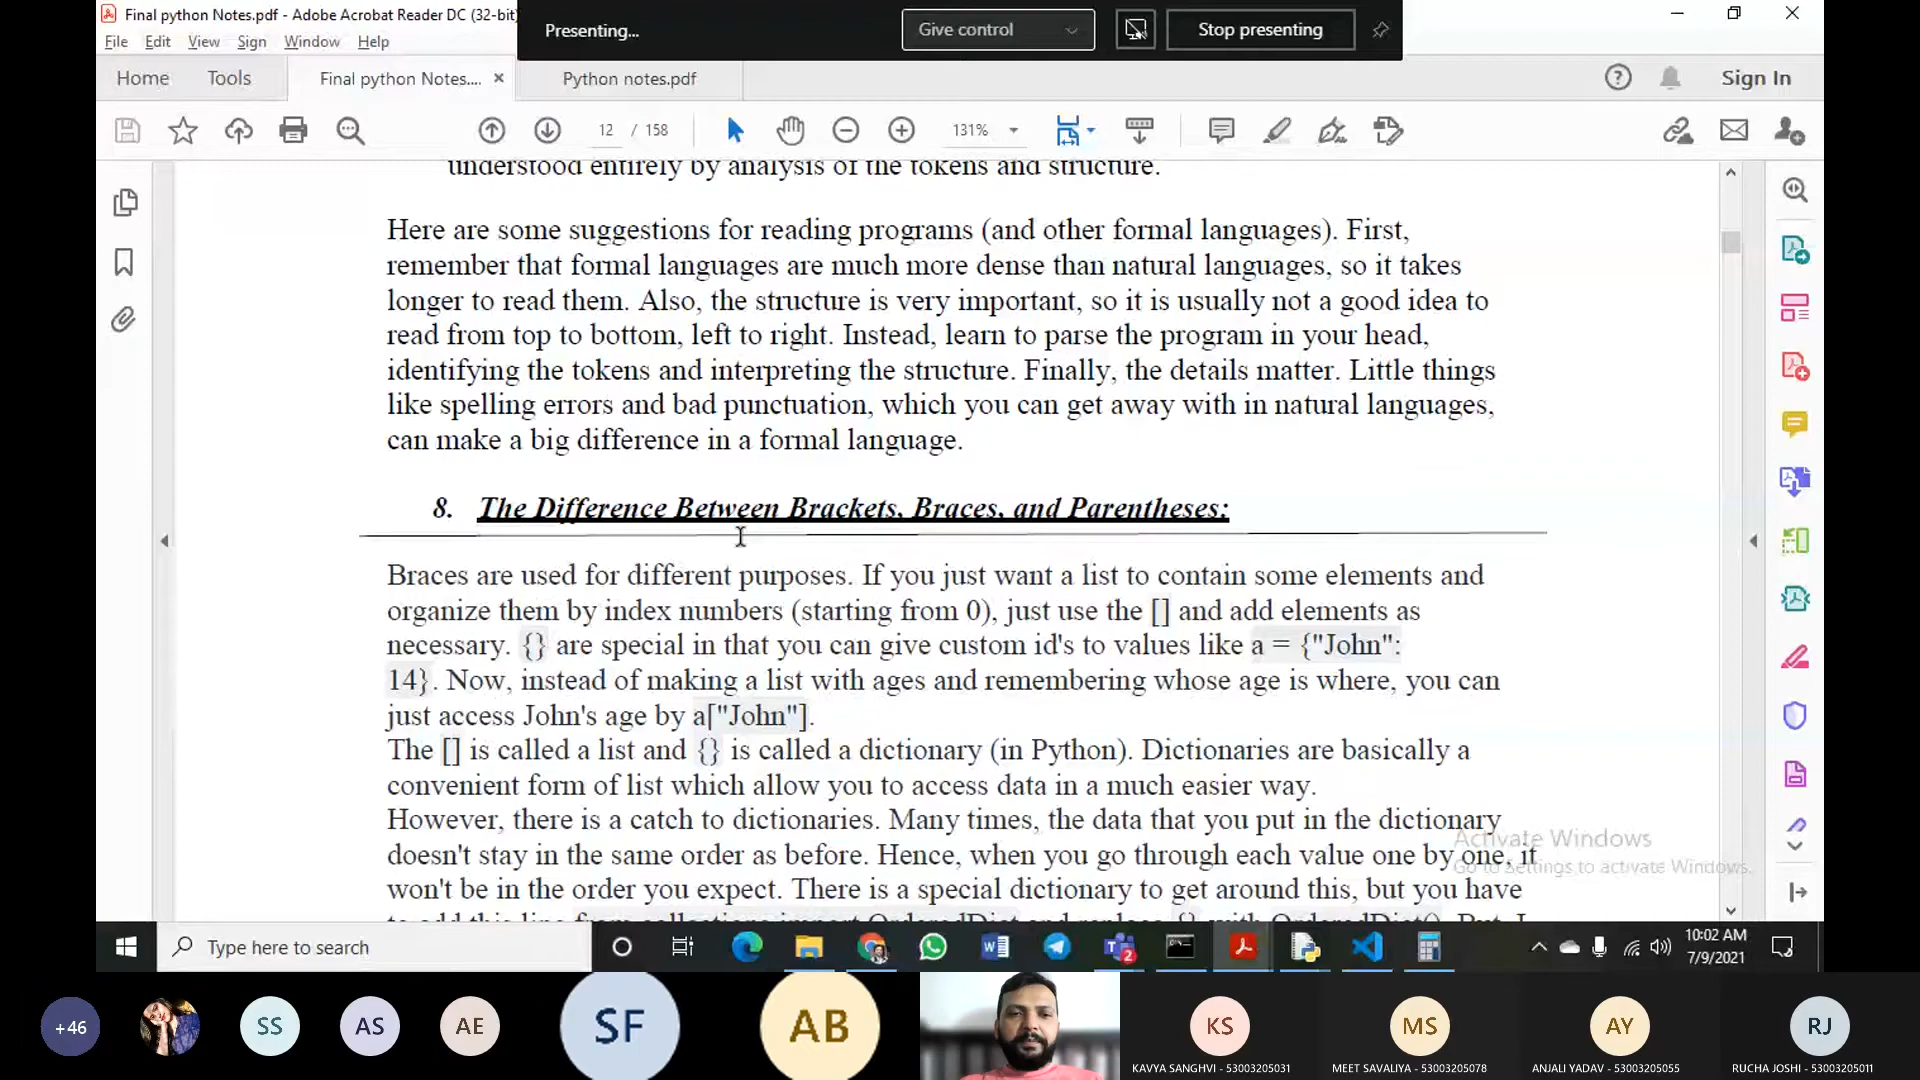 Final python Notes.pdf - Adobe Acrobat Reader DC (32-bit)
Presenting...
Give control
Stop presenting
File Edit View Sign Window Help
Home Tools Final python Notes.... × Python notes.pdf Sign In
12 / 158 131%
understood entirely by analysis of the tokens and structure.
Here are some suggestions for reading programs (and other formal languages). First,
remember that formal languages are much more dense than natural languages, so it takes
longer to read them. Also, the structure is very important, so it is usually not a good idea to
read from top to bottom, left to right. Instead, learn to parse the program in your head,
identifying the tokens and interpreting the structure. Finally, the details matter. Little things
like spelling errors and bad punctuation, which you can get away with in natural languages,
can make a big difference in a formal language.
8. The Difference Between Brackets, Braces, and Parentheses:
Braces are used for different purposes. If you just want a list to contain some elements and
organize them by index numbers (starting from 0), just use the [] and add elements as
necessary. {} are special in that you can give custom id's to values like a = {"John":
14}. Now, instead of making a list with ages and remembering whose age is where, you can
just access John's age by a["John"].
The [] is called a list and {} is called a dictionary (in Python). Dictionaries are basically a
convenient form of list which allow you to access data in a much easier way.
However, there is a catch to dictionaries. Many times, the data that you put in the dictionary
doesn't stay in the same order as before. Hence, when you go through each value one by one, it
won't be in the order you expect. There is a special dictionary to get around this, but you have
to add this line from collections import OrderedDict and replace {} with OrderedDict(). But, I
Activate Windows
Go to Settings to activate Windows.
Type here to search
2
10:02 AM
7/9/2021
+46 SS AS AE SF AB KS MS AY RJ
KAVYA SANGHVI - 53003205031
MEET SAVALIYA - 53003205078
ANJALI YADAV - 53003205055
RUCHA JOSHI - 53003205011